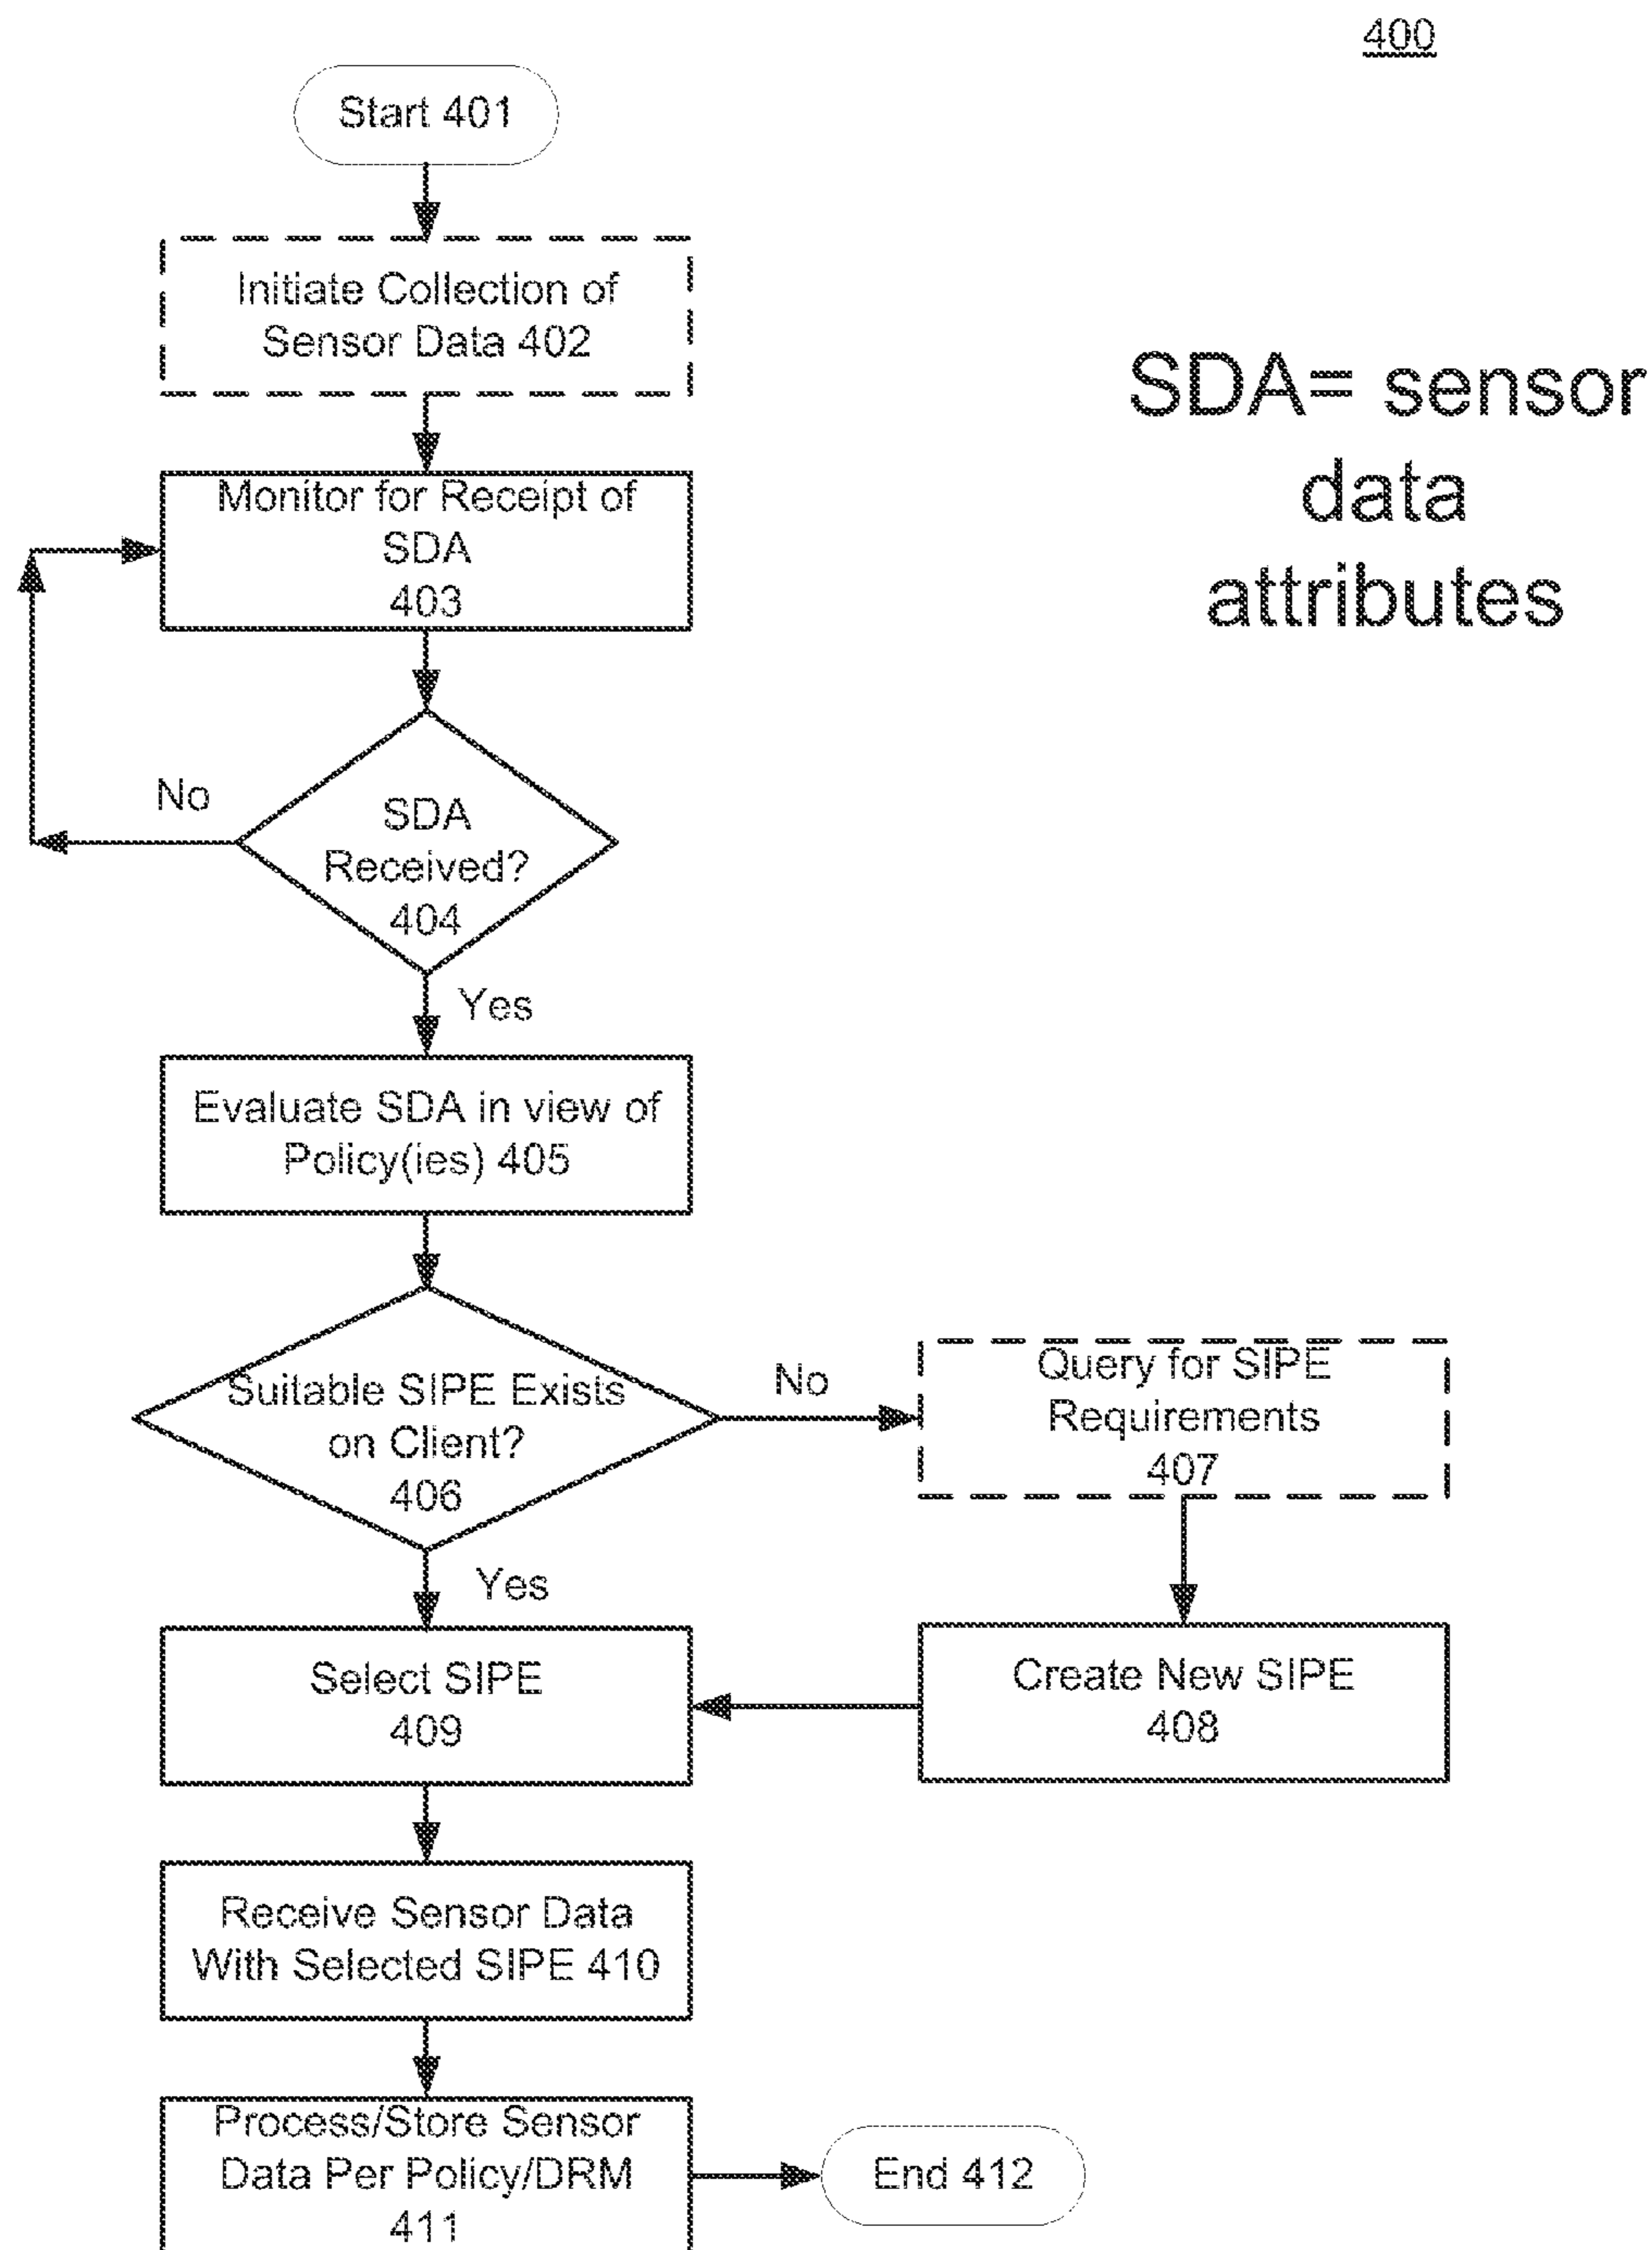 400
Start 401
Initiate Collection of
Sensor Data 402
SDA= sensor
data
attributes
Monitor for Receipt of
SDA
403
No
SDA
Received?
404
Yes
Evaluate SDA in view of
Policy(ies) 405
Suitable SIPE Exists
on Client?
406
No
Query for SIPE
Requirements
407
Yes
Select SIPE
409
Create New SIPE
408
Receive Sensor Data
With Selected SIPE 410
Process/Store Sensor
Data Per Policy/DRM
411
End 412